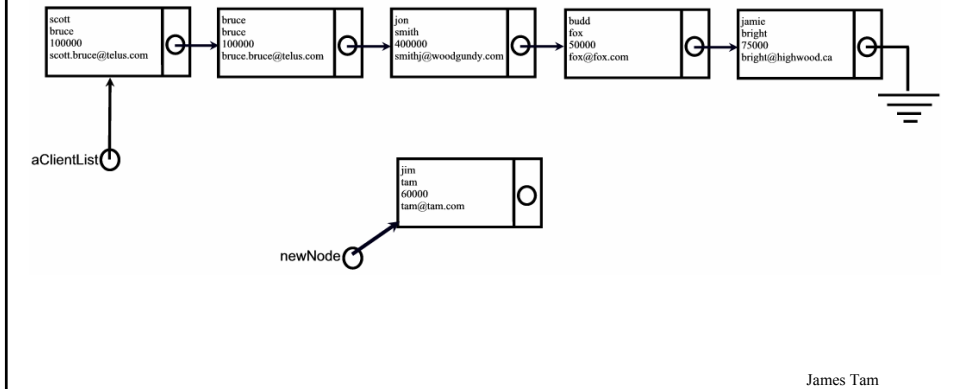 scott
bruce
100000
scott.bruce@telus.com
bruce
bruce
100000
bruce.bruce@telus.com
jon
smith
400000
smithj@woodgundy.com
budd
fox
50000
fox@fox.com
jamie
bright
75000
bright@highwood.ca
aClientList
jim
tam
60000
tam@tam.com
newNode
James Tam